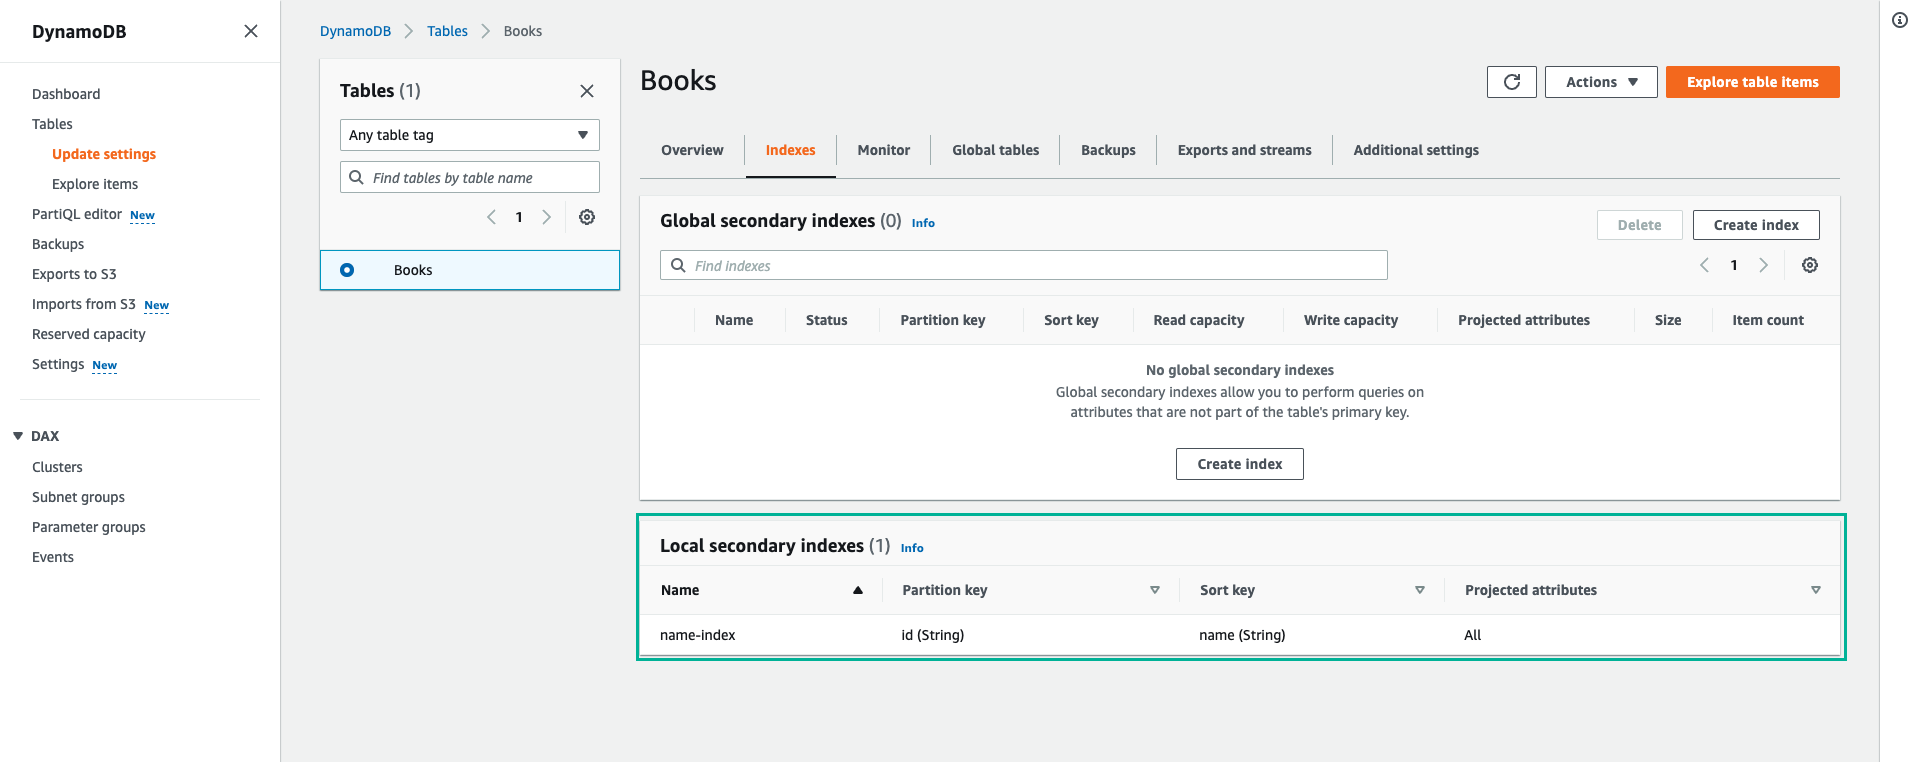 DynamoDB
Dashboard
Tables
Update settings
Explore items
PartiQL editor New
Backups
Exports to S3
Imports from S3 New
Reserved capacity
Settings New
DAX
Clusters
Subnet groups
Parameter groups
Events
DynamoDB Tables Books
Tables (1)
Any table tag
Find tables by table name
1
Books
Books
Actions Explore table items
Overview Indexes Monitor Global tables Backups Exports and streams Additional settings
Global secondary indexes (0) Info
Delete Create index
Find indexes
1
Name Status Partition key Sort key Read capacity Write capacity Projected attributes Size Item count
No global secondary indexes
Global secondary indexes allow you to perform queries on
attributes that are not part of the table's primary key.
Create index
Local secondary indexes (1) Info
Name Partition key Sort key Projected attributes
name-index id (String) name (String) All